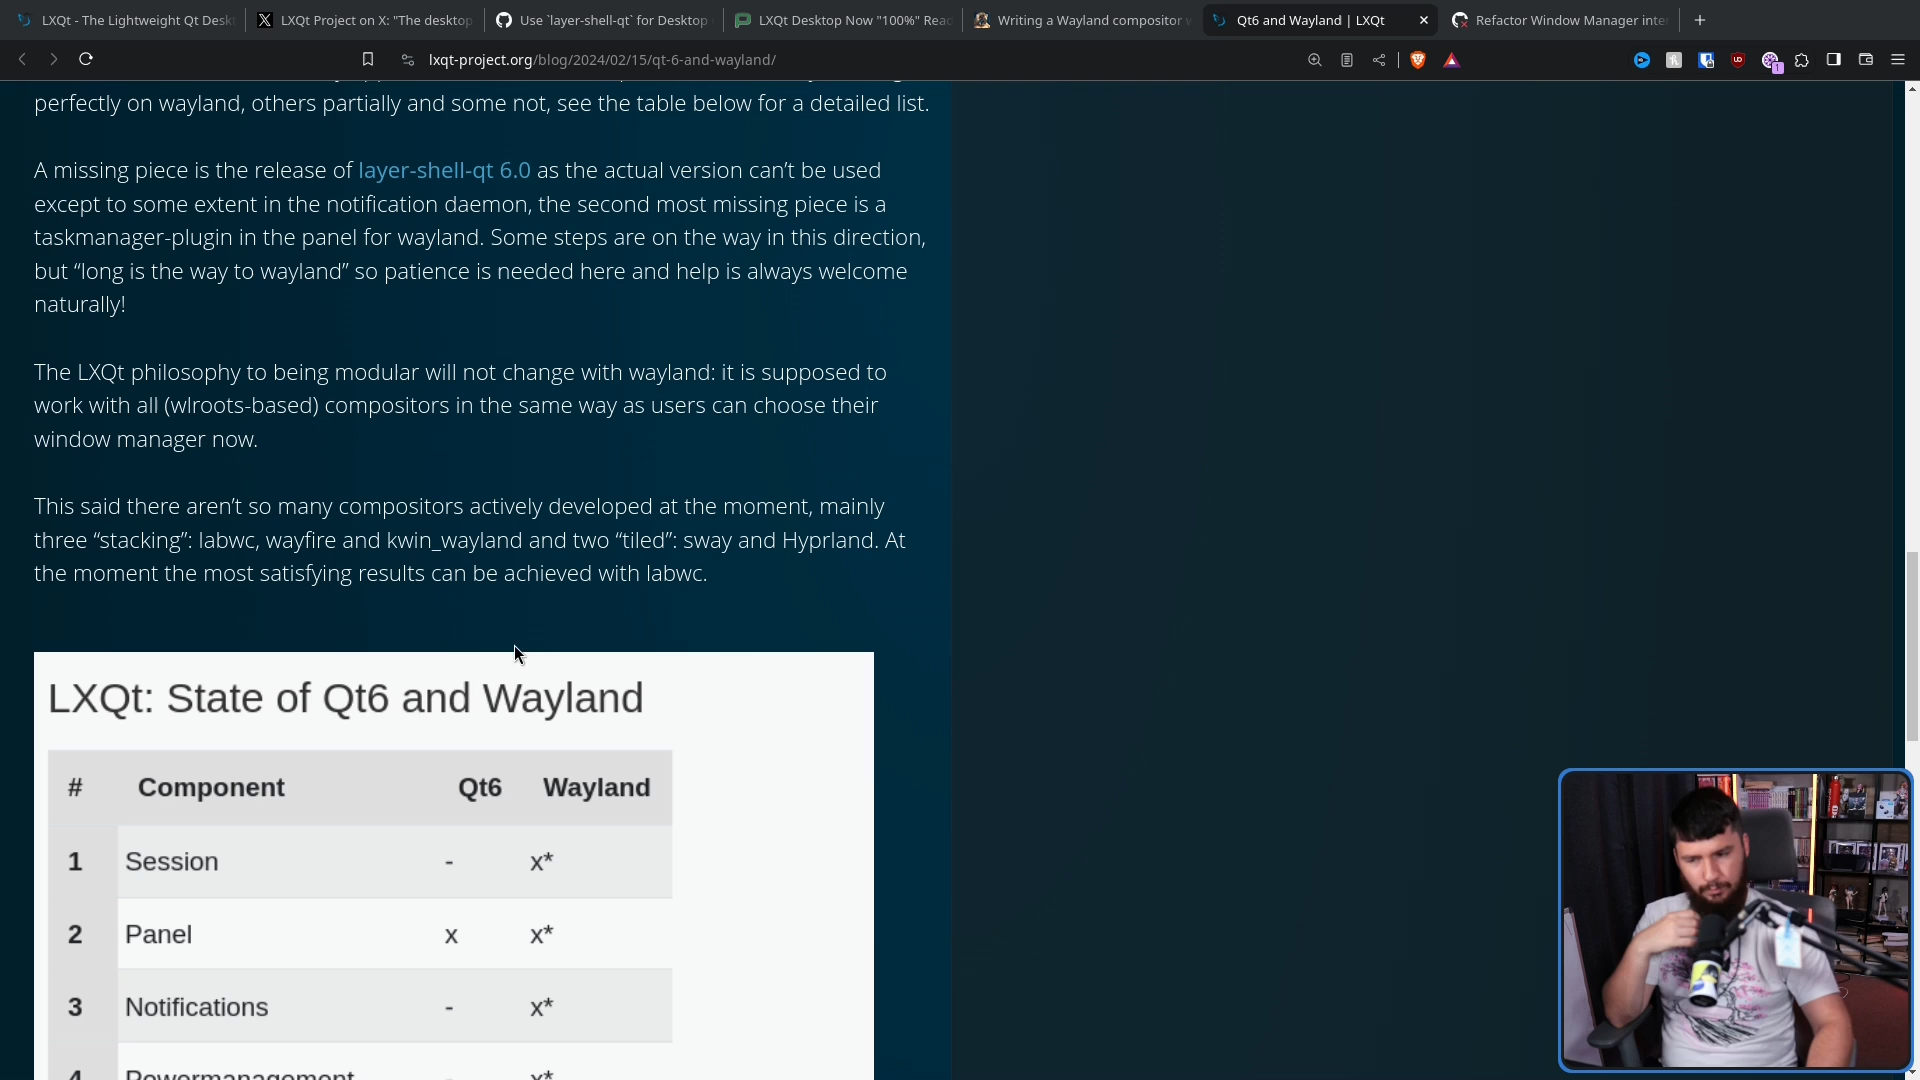 LXQt - The Lightweight Qt Desk
LXQt Project on X: "The desktop
Use `layer-shell-qt` for Desktop
LXQt Desktop Now "100%" Read
Writing a Wayland compositor w
Qt6 and Wayland | LXQt
Refactor Window Manager inter
lxqt-project.org/blog/2024/02/15/qt-6-and-wayland/
perfectly on wayland, others partially and some not, see the table below for a detailed list.
A missing piece is the release of layer-shell-qt 6.0 as the actual version can’t be used
except to some extent in the notification daemon, the second most missing piece is a
taskmanager-plugin in the panel for wayland. Some steps are on the way in this direction,
but “long is the way to wayland” so patience is needed here and help is always welcome
naturally!
The LXQt philosophy to being modular will not change with wayland: it is supposed to
work with all (wlroots-based) compositors in the same way as users can choose their
window manager now.
This said there aren’t so many compositors actively developed at the moment, mainly
three “stacking”: labwc, wayfire and kwin_wayland and two “tiled”: sway and Hyprland. At
the moment the most satisfying results can be achieved with labwc.
LXQt: State of Qt6 and Wayland
# Component Qt6 Wayland
1 Session - x*
2 Panel x x*
3 Notifications - x*
4 Powermanagement - x*